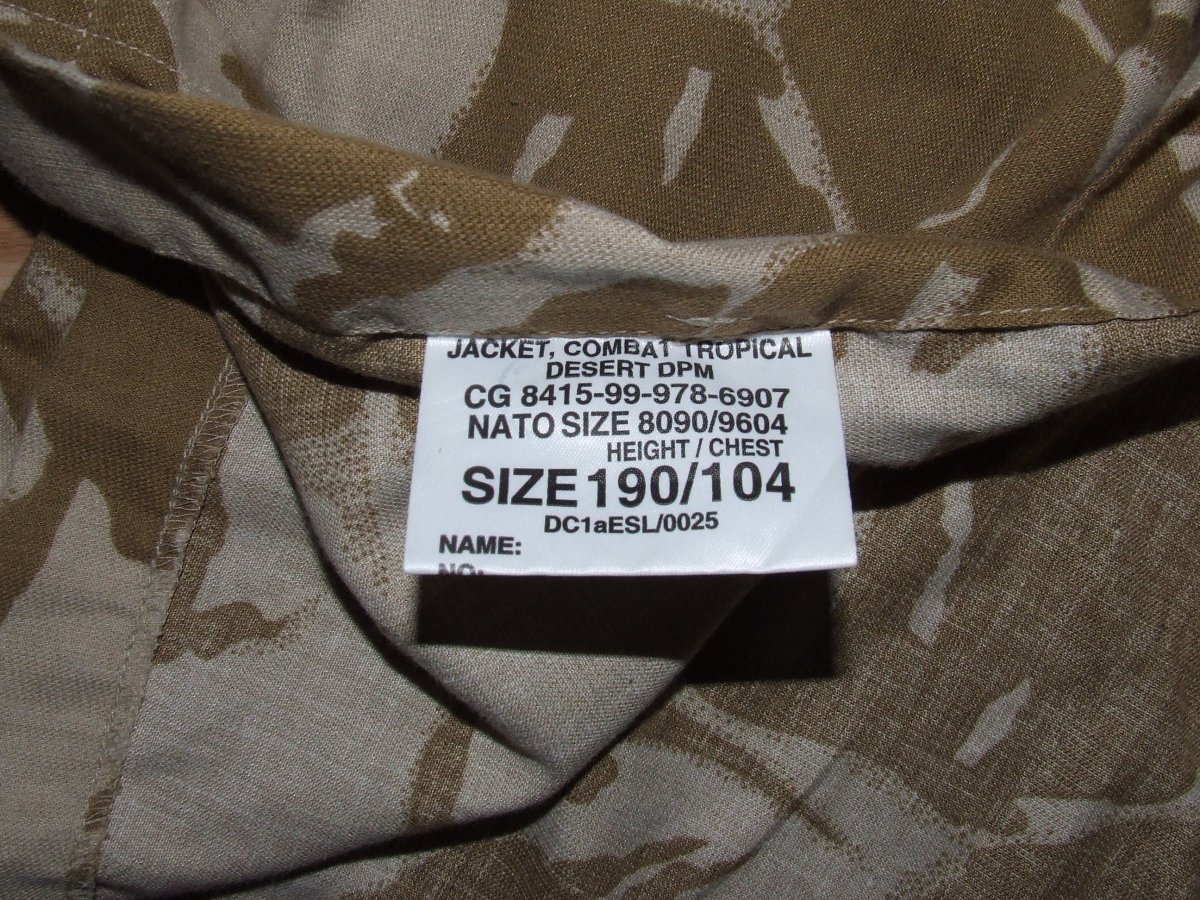 JACKET, COMBAT TROPICAL
DESERT DPM
CG 8415-99-978-6907
NATO SIZE 8090/9604
HEIGHT / CHEST
SIZE 190/104
DC1aESL/0025
NAME:
NO: